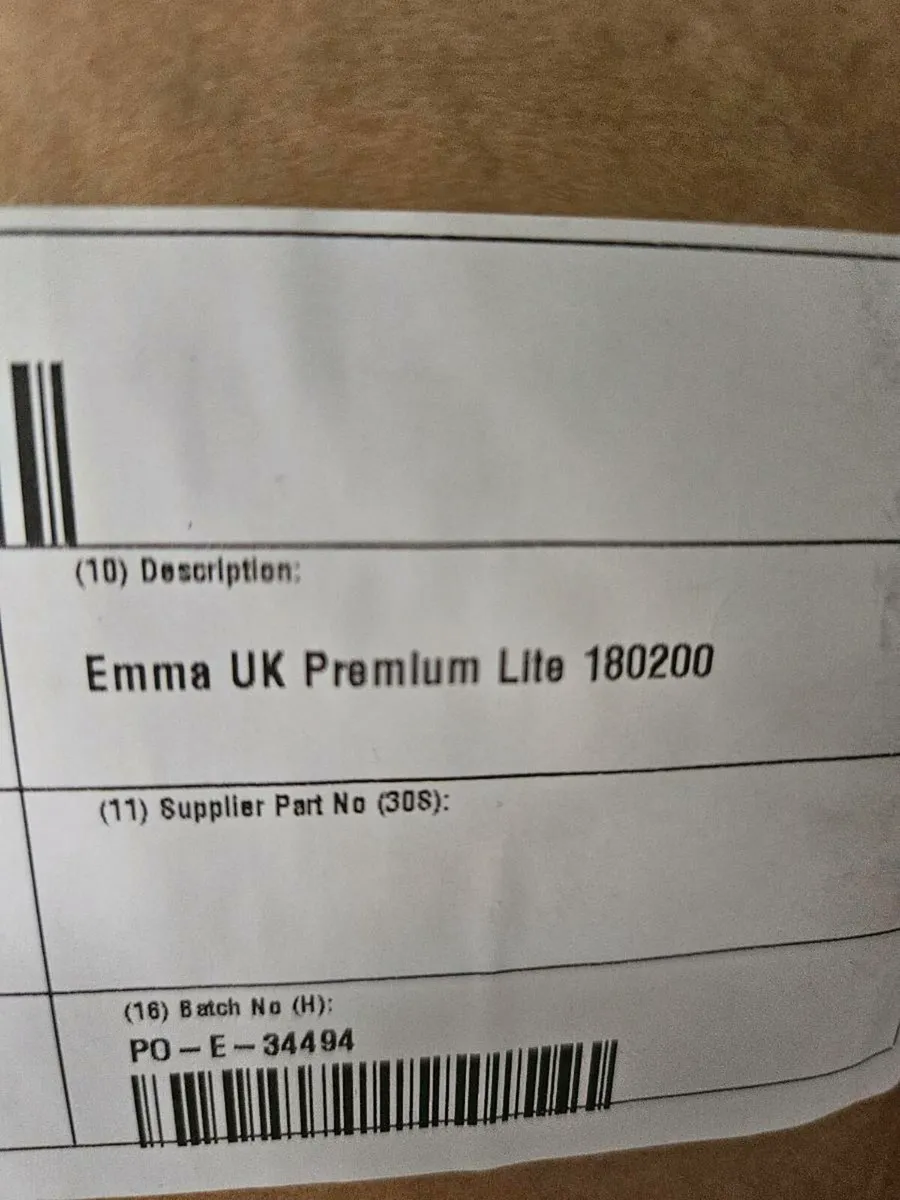 (10) Description:
Emma UK Premium Lite 180200
(11) Supplier Part No (30S):
(16) Batch No (H):
PO - E - 34494